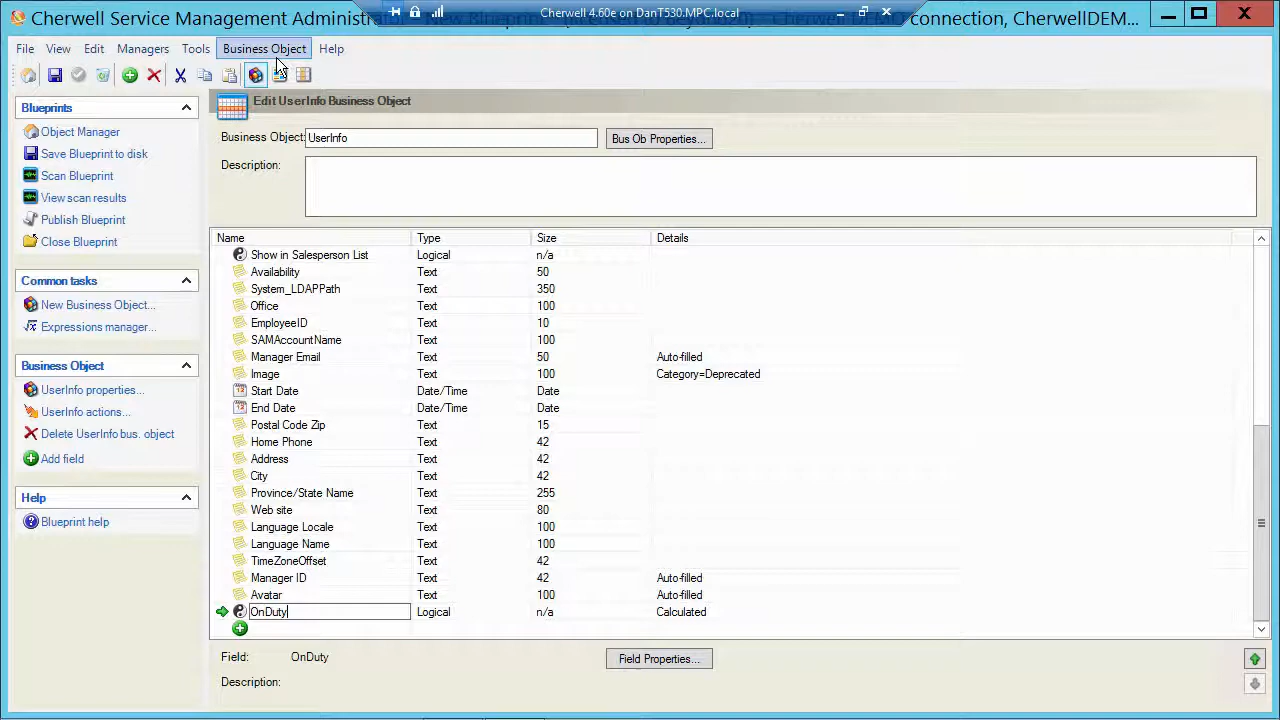 Cherwell Service Management Administrat
Cherwell 4.60e on DanT530.MPC.local
connection, CherwellDEM...
File View Edit Managers Tools Business Object Help
Blueprints
Object Manager
Save Blueprint to disk
Scan Blueprint
View scan results
Publish Blueprint
Close Blueprint
Common tasks
New Business Object...
Expressions manager...
Business Object
UserInfo properties...
UserInfo actions...
Delete UserInfo bus. object
Add field
Help
Blueprint help
Edit UserInfo Business Object
Business Object: UserInfo Bus Ob Properties...
Description:
Name Type Size Details
Show in Salesperson List Logical n/a
Availability Text 50
System_LDAPPath Text 350
Office Text 100
EmployeeID Text 10
SAMAccountName Text 100
Manager Email Text 50 Auto-filled
Image Text 100 Category=Deprecated
12 Start Date Date/Time Date
12 End Date Date/Time Date
Postal Code Zip Text 15
Home Phone Text 42
Address Text 42
City Text 42
Province/State Name Text 255
Web site Text 80
Language Locale Text 100
Language Name Text 100
TimeZoneOffset Text 42
Manager ID Text 42 Auto-filled
Avatar Text 100 Auto-filled
OnDuty Logical n/a Calculated
Field: OnDuty Field Properties...
Description: